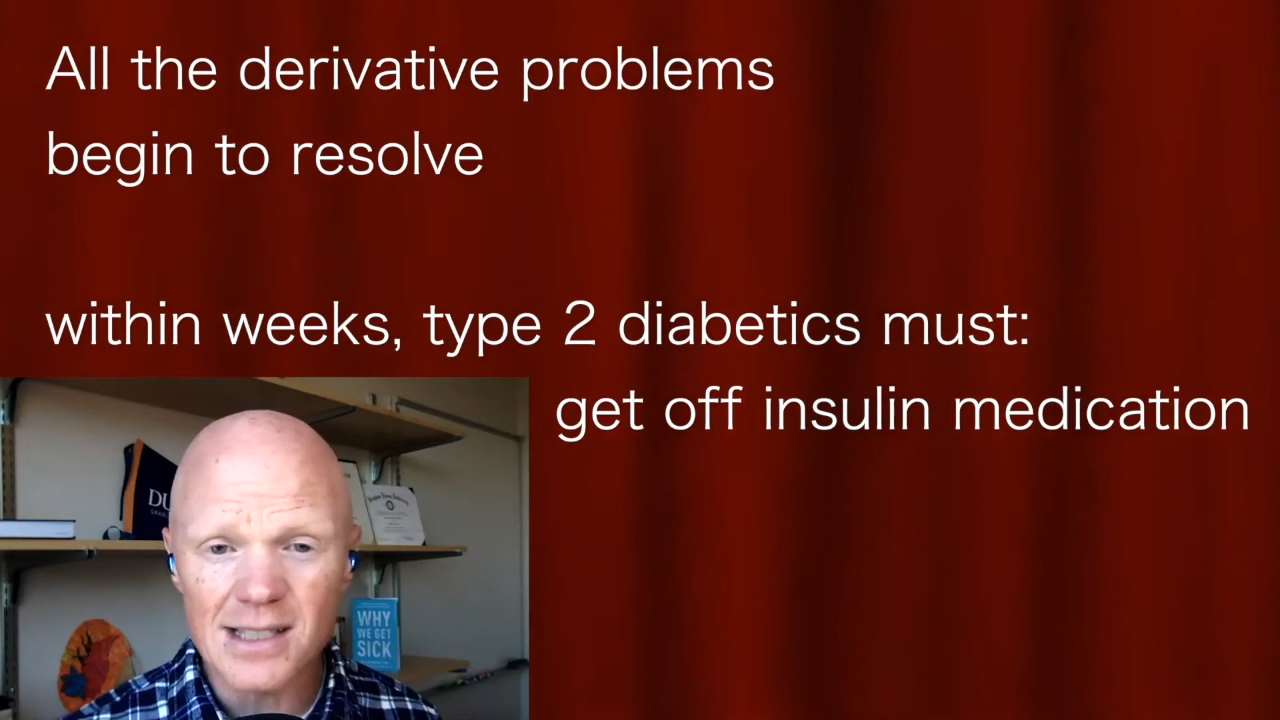 All the derivative problems
begin to resolve
within weeks, type 2 diabetics must:
get off insulin medication
DU
WHY
WE GET
SICK